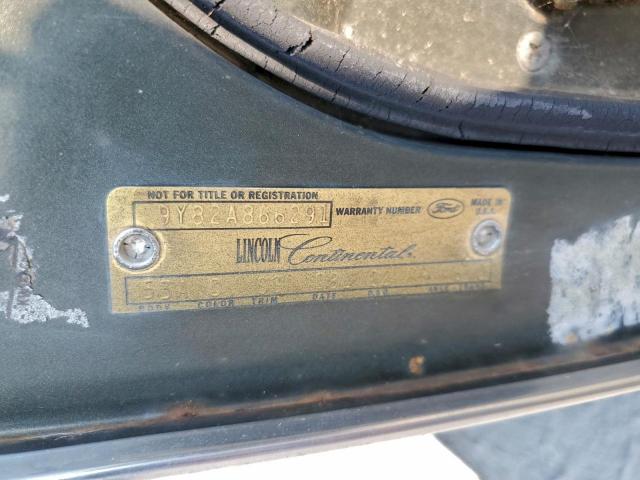 NOT FOR TITLE OR REGISTRATION
9Y82A866291 WARRANTY NUMBER Ford MADE IN U.S.A.
LINCOLN Continental
BODY COLOR TRIM DATE DSO AXLE TRANS